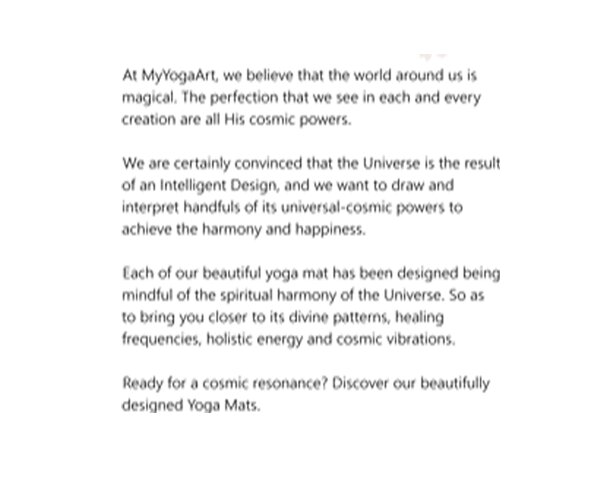 At MyYogaArt, we believe that the world around us is
magical. The perfection that we see in each and every
creation are all His cosmic powers.
We are certainly convinced that the Universe is the result
of an Intelligent Design, and we want to draw and
interpret handfuls of its universal-cosmic powers to
achieve the harmony and happiness.
Each of our beautiful yoga mat has been designed being
mindful of the spiritual harmony of the Universe. So as
to bring you closer to its divine patterns, healing
frequencies, holistic energy and cosmic vibrations.
Ready for a cosmic resonance? Discover our beautifully
designed Yoga Mats.